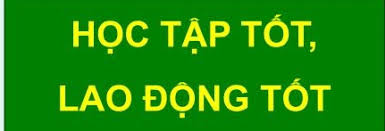 HỌC TẬP TỐT,
LAO ĐỘNG TỐT